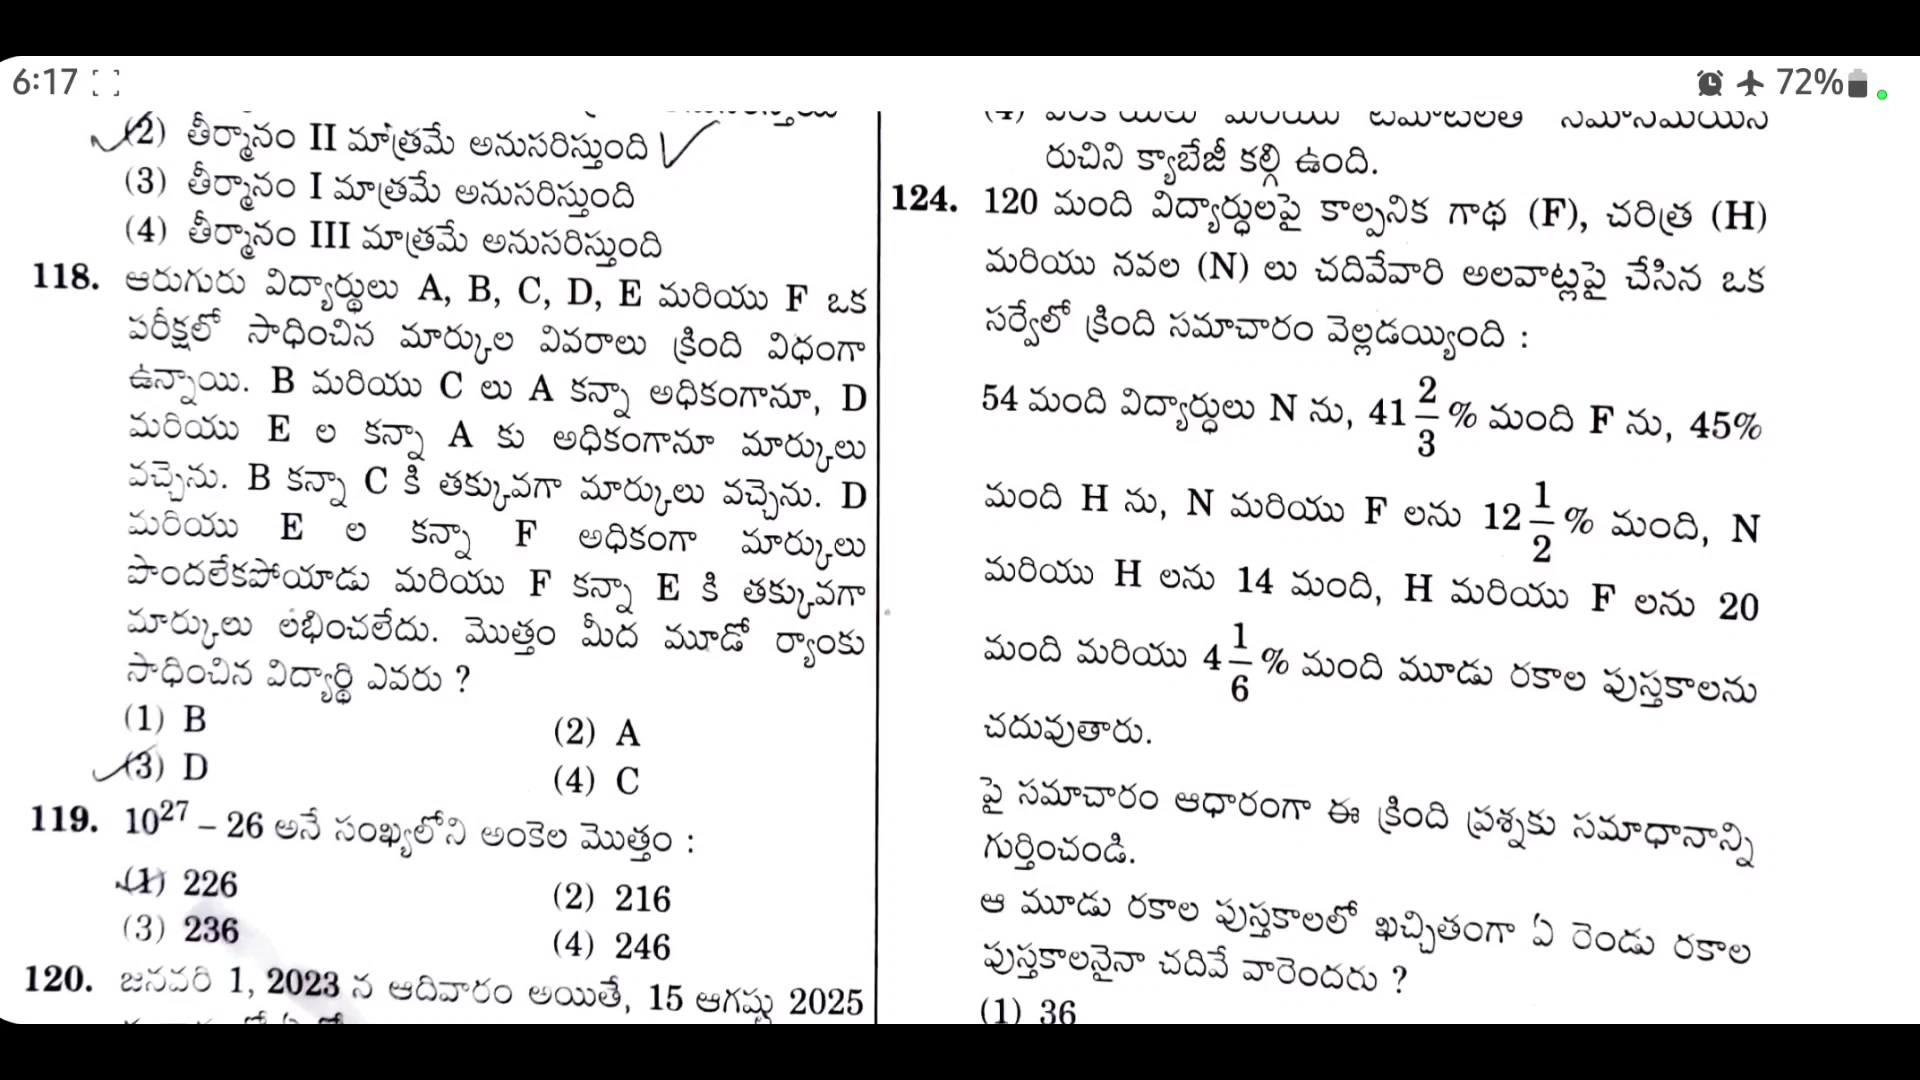 6:17
72%
(2) తీర్మానం II మాత్రమే అనుసరిస్తుంది
(3) తీర్మానం I మాత్రమే అనుసరిస్తుంది
(4) తీర్మానం III మాత్రమే అనుసరిస్తుంది
118. ఆరుగురు విద్యార్థులు A, B, C, D, E మరియు F ఒక
పరీక్షలో సాధించిన మార్కుల వివరాలు క్రింది విధంగా
ఉన్నాయి. B మరియు C లు A కన్నా అధికంగానూ, D
మరియు E ల కన్నా A కు అధికంగానూ మార్కులు
వచ్చెను. B కన్నా C కి తక్కువగా మార్కులు వచ్చెను. D
మరియు E ల కన్నా F అధికంగా మార్కులు
పొందలేకపోయాడు మరియు F కన్నా E కి తక్కువగా
మార్కులు లభించలేదు. మొత్తం మీద మూడో ర్యాంకు
సాధించిన విద్యార్థి ఎవరు ?
(1) B (2) A
(3) D (4) C
119. 10²⁷ – 26 అనే సంఖ్యలోని అంకెల మొత్తం :
(1) 226 (2) 216
(3) 236 (4) 246
120. జనవరి 1, 2023 న ఆదివారం అయితే, 15 ఆగష్టు 2025
(4) మరియు
రుచిని క్యాబేజీ కల్గి ఉంది.
124. 120 మంది విద్యార్ధులపై కాల్పనిక గాథ (F), చరిత్ర (H)
మరియు నవల (N) లు చదివేవారి అలవాట్లపై చేసిన ఒక
సర్వేలో క్రింది సమాచారం వెల్లడయ్యింది :
54 మంది విద్యార్ధులు N ను, 41 2/3 % మంది F ను, 45%
మంది H ను, N మరియు F లను 12 1/2 % మంది, N
మరియు H లను 14 మంది, H మరియు F లను 20
మంది మరియు 4 1/6 % మంది మూడు రకాల పుస్తకాలను
చదువుతారు.
పై సమాచారం ఆధారంగా ఈ క్రింది ప్రశ్నకు సమాధానాన్ని
గుర్తించండి.
ఆ మూడు రకాల పుస్తకాలలో ఖచ్చితంగా ఏ రెండు రకాల
పుస్తకాలనైనా చదివే వారెందరు ?
(1) 36